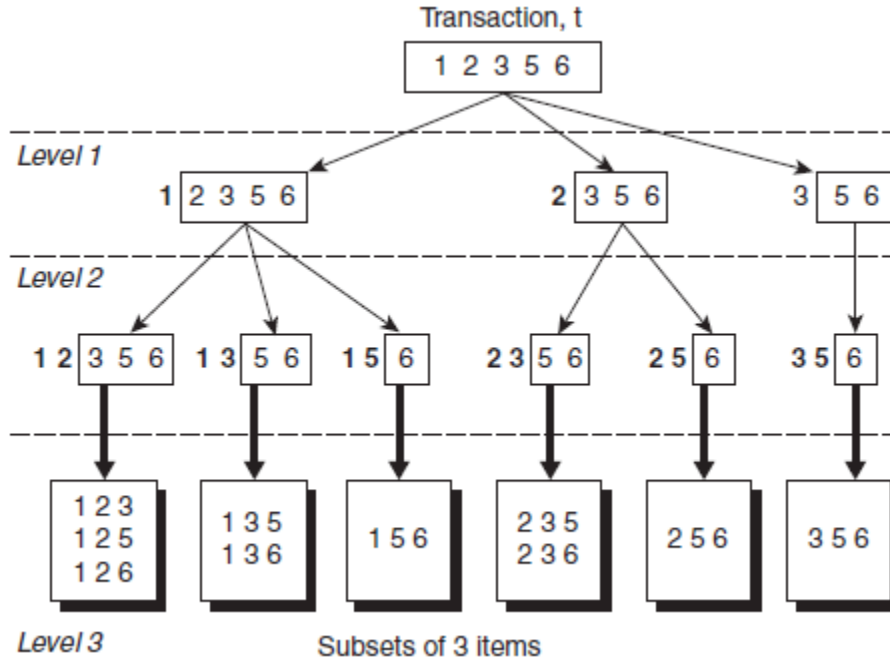 Transaction, t
1 2 3 5 6
Level 1
1 2 3 5 6
2 3 5 6
3 5 6
Level 2
1 2 3 5 6
1 3 5 6
1 5 6
2 3 5 6
2 5 6
3 5 6
1 2 3
1 2 5
1 2 6
1 3 5
1 3 6
1 5 6
2 3 5
2 3 6
2 5 6
3 5 6
Level 3
Subsets of 3 items